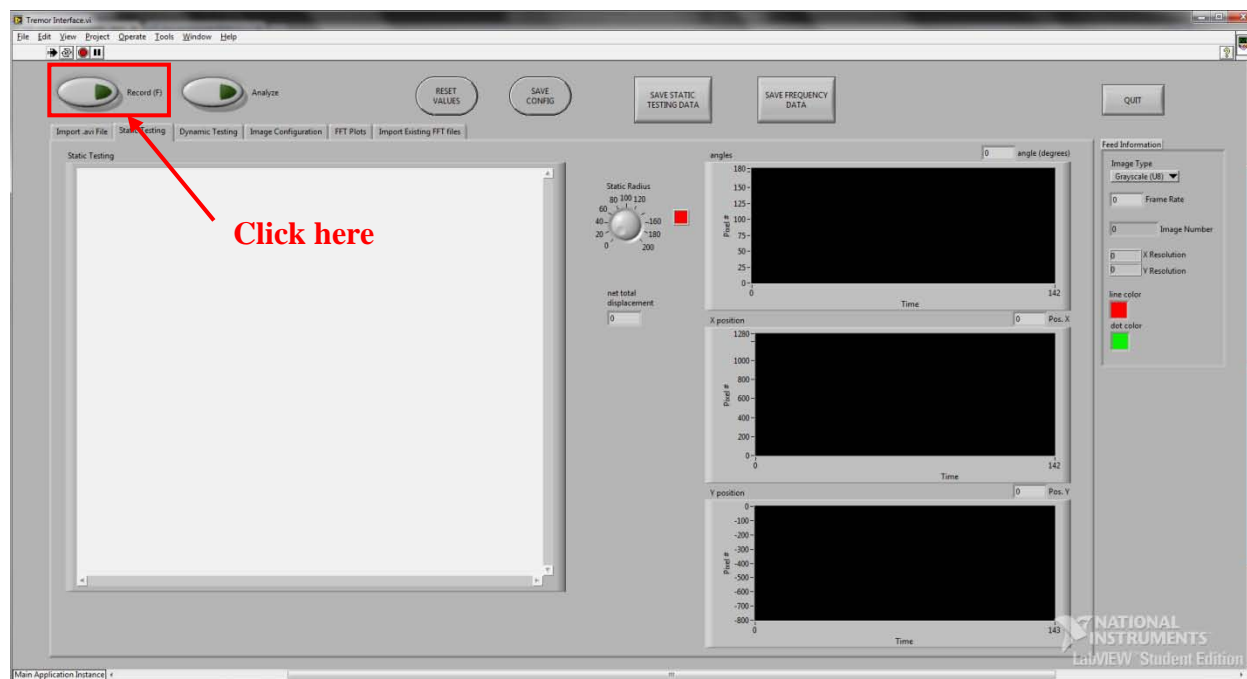 Tremor Interface.vi
File Edit View Project Operate Tools Window Help
Record (F)
Analyze
RESET
VALUES
SAVE
CONFIG
SAVE STATIC
TESTING DATA
SAVE FREQUENCY
DATA
QUIT
Import .avi File Static Testing Dynamic Testing Image Configuration FFT Plots Import Existing FFT files
Click here
Static Testing
Static Radius
0 20 40 60 80 100 120 160 180 200
net total
displacement
0
angles
0 angle (degrees)
Pixel #
180
150
125
100
75
50
25
0
0 142
Time
X position
0 Pos. X
Pixel #
1280
1000
800
600
400
200
0
0 142
Time
Y position
0 Pos. Y
Pixel #
0
-100
-200
-300
-400
-500
-600
-700
-800
0 143
Time
Feed Information
Image Type
Grayscale (U8)
0 Frame Rate
0 Image Number
0 X Resolution
0 Y Resolution
line color
dot color
NATIONAL
INSTRUMENTS
LabVIEW Student Edition
Main Application Instance